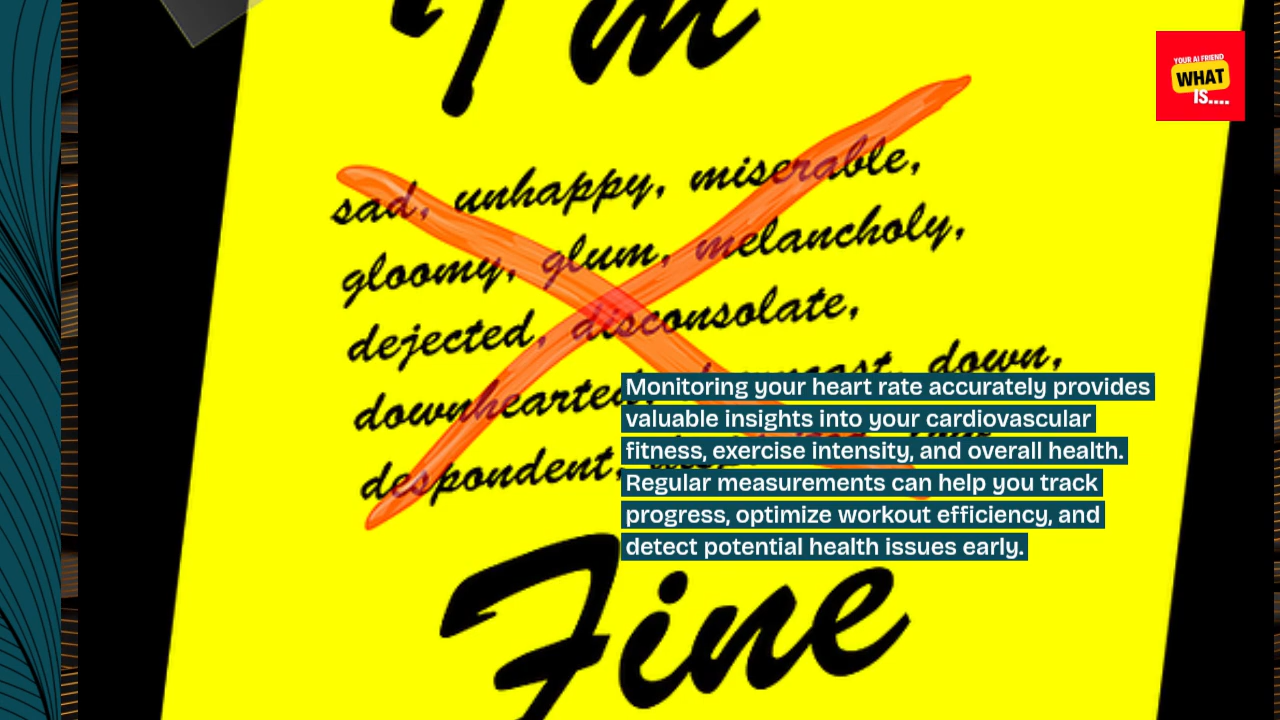 I'm
YOUR AI FRIEND
WHAT
IS....
sad, unhappy, miserable,
gloomy, glum, melancholy,
dejected, disconsolate,
downhearted, down,
despondent,
Monitoring your heart rate accurately provides
valuable insights into your cardiovascular
fitness, exercise intensity, and overall health.
Regular measurements can help you track
progress, optimize workout efficiency, and
detect potential health issues early.
Fine